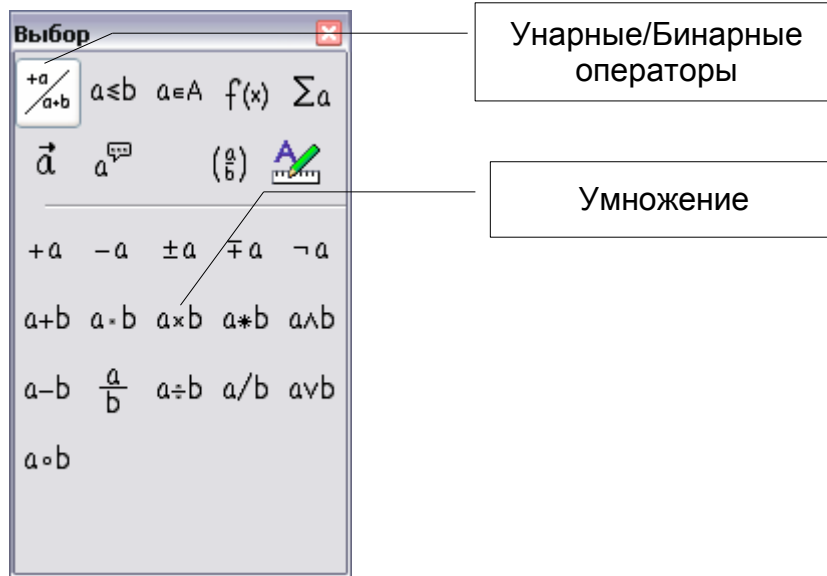 Выбор
Унарные/Бинарные
операторы
+a/a+b a≤b a∈A f(x) Σa
a⃗ a (a/b) A
Умножение
+a −a ±a ∓a ¬a
a+b a·b a×b a∗b a∧b
a−b a/b a÷b a/b a∨b
a∘b